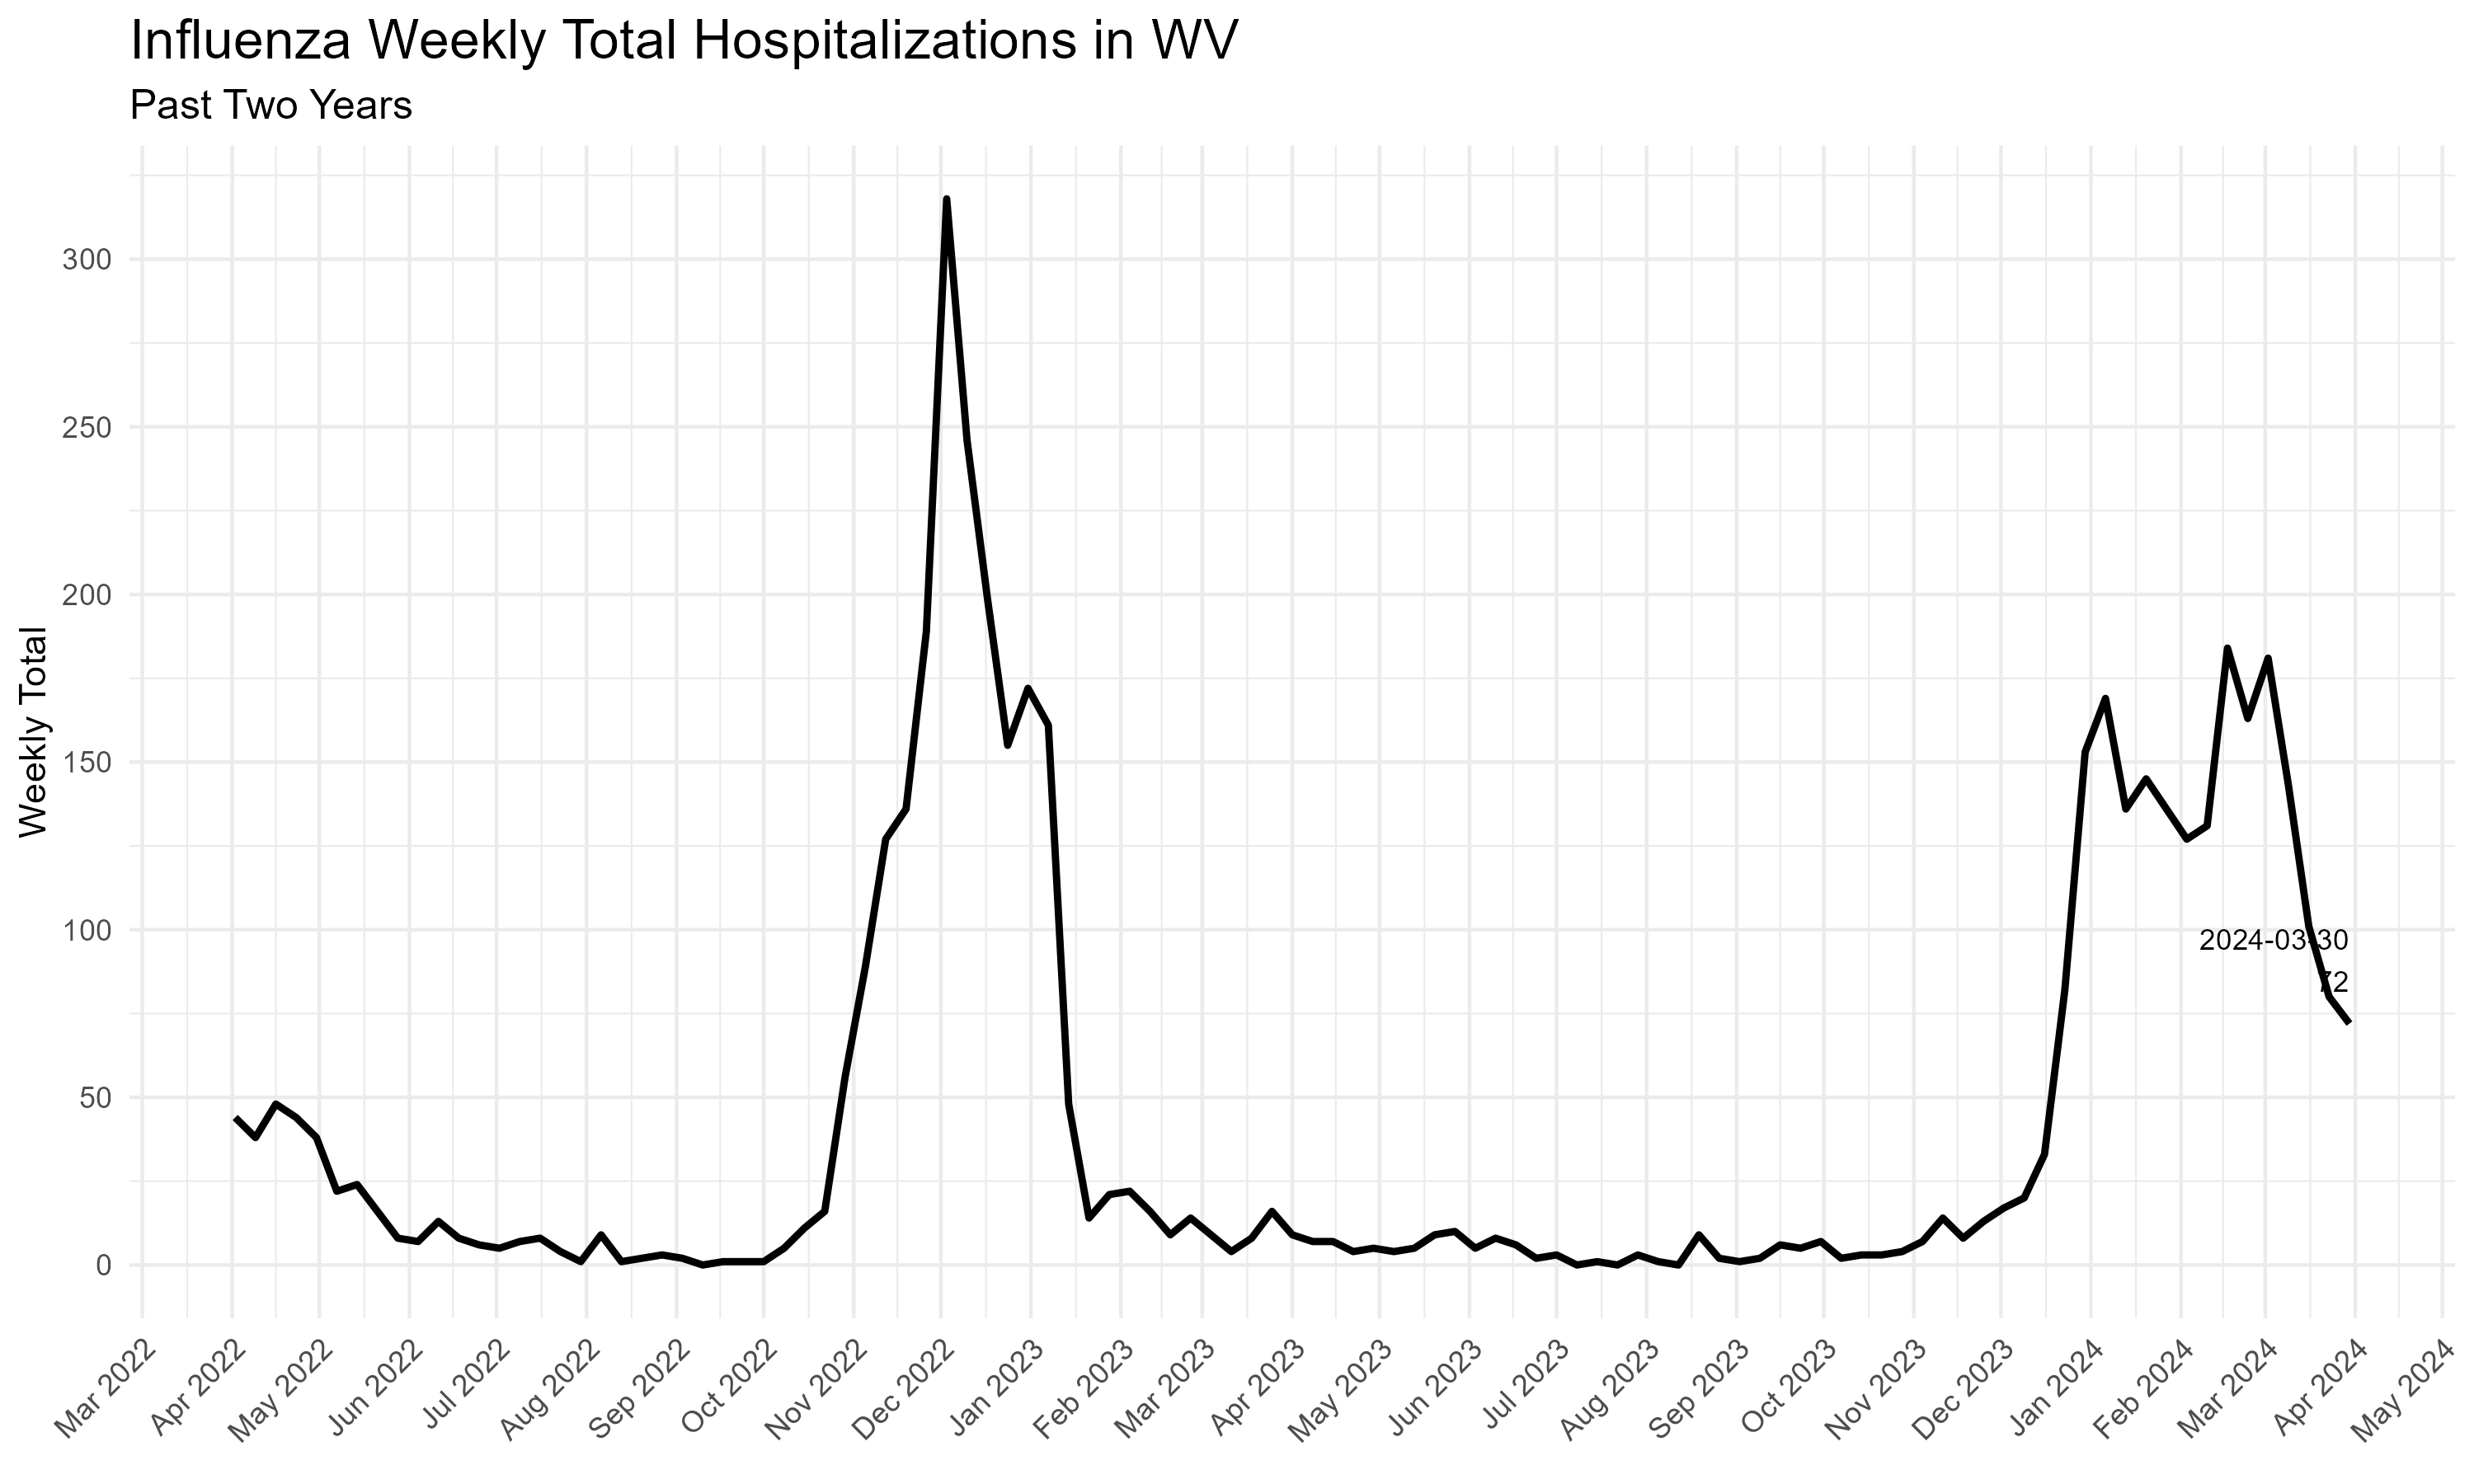 Influenza Weekly Total Hospitalizations in WV
Past Two Years
Weekly Total
300
250
200
150
100
50
0
2024-03-30
72
Mar 2022
Apr 2022
May 2022
Jun 2022
Jul 2022
Aug 2022
Sep 2022
Oct 2022
Nov 2022
Dec 2022
Jan 2023
Feb 2023
Mar 2023
Apr 2023
May 2023
Jun 2023
Jul 2023
Aug 2023
Sep 2023
Oct 2023
Nov 2023
Dec 2023
Jan 2024
Feb 2024
Mar 2024
Apr 2024
May 2024